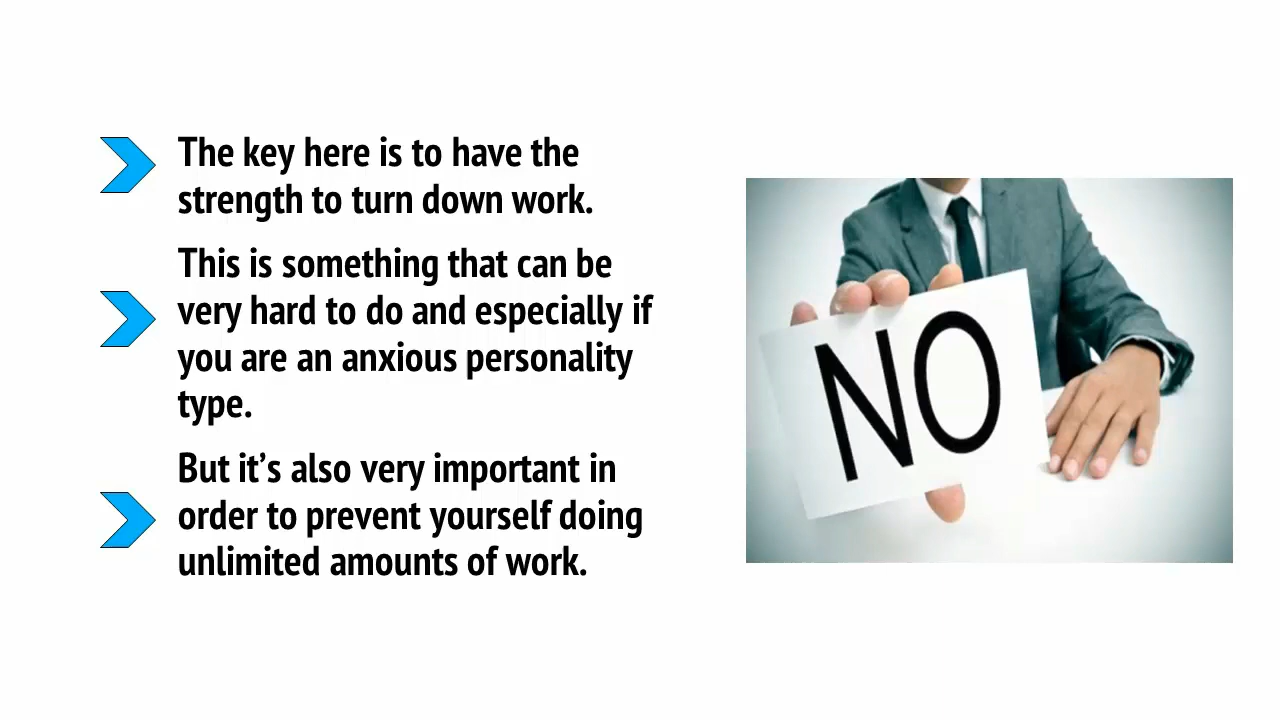 The key here is to have the
strength to turn down work.
This is something that can be
very hard to do and especially if
you are an anxious personality
type.
But it’s also very important in
order to prevent yourself doing
unlimited amounts of work.
NO